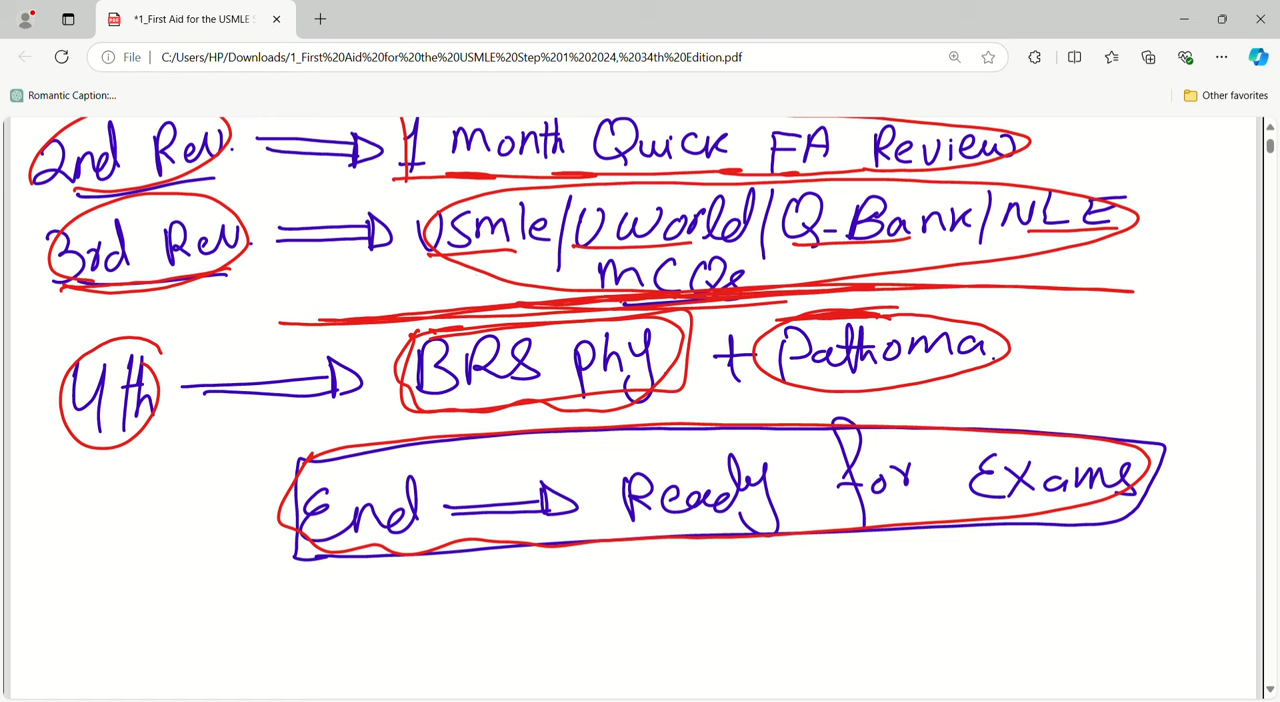 *1_First Aid for the USMLE S
File
C:/Users/HP/Downloads/1_First%20Aid%20for%20the%20USMLE%20Step%201%202024,%2034th%20Edition.pdf
Romantic Caption:...
Other favorites
2nd Rev. 1 month Quick FA Review
3rd Rev. Usmle/UWorld/Q-Bank/NLE
MCQs
4th BRS phy + Pathoma.
End Ready for Exams